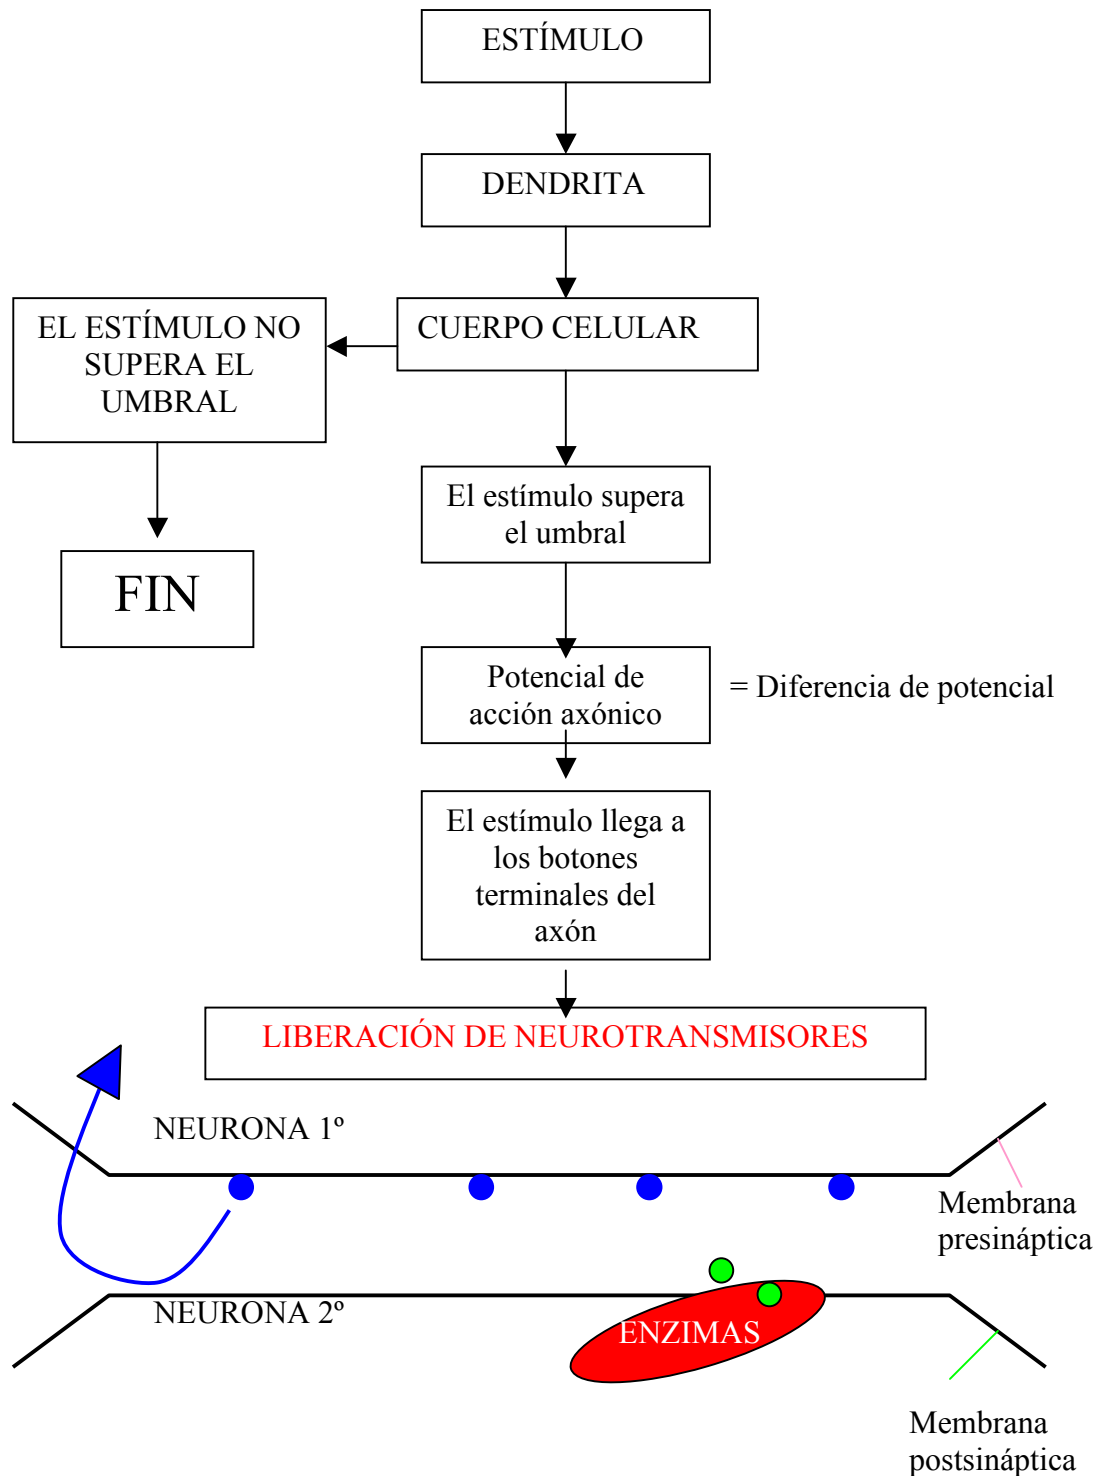 ESTÍMULO
DENDRITA
CUERPO CELULAR
EL ESTÍMULO NO
SUPERA EL
UMBRAL
El estímulo supera
el umbral
FIN
Potencial de
acción axónico
= Diferencia de potencial
El estímulo llega a
los botones
terminales del
axón
LIBERACIÓN DE NEUROTRANSMISORES
NEURONA 1º
Membrana
presináptica
NEURONA 2º
ENZIMAS
Membrana
postsináptica